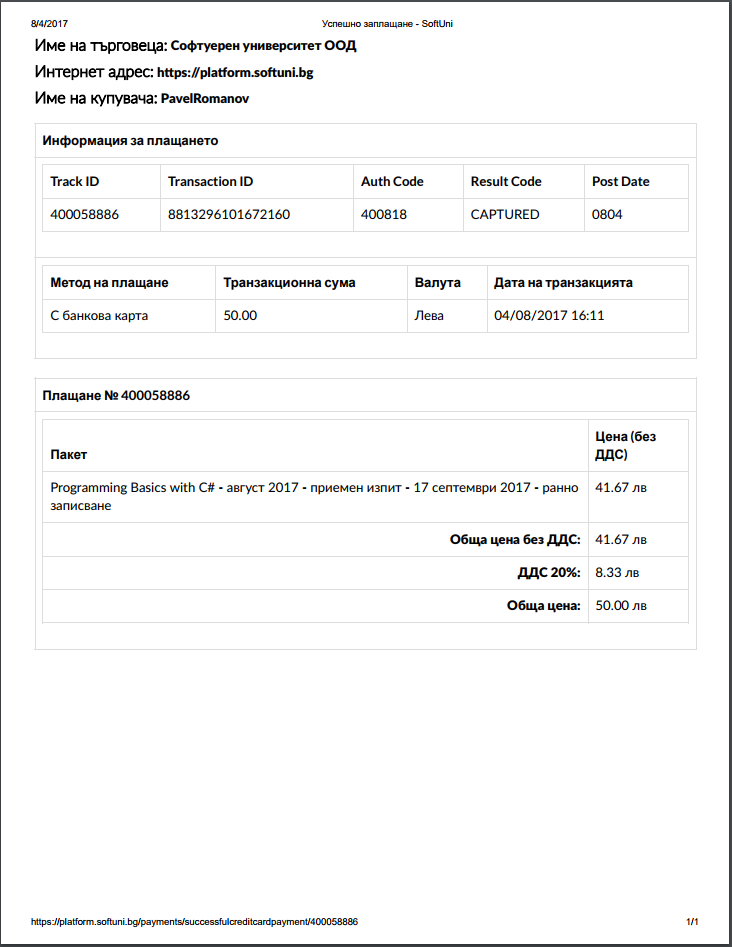 8/4/2017 Успешно заплащане - SoftUni
Име на търговеца: Софтуерен университет ООД
Интернет адрес: https://platform.softuni.bg
Име на купувача: PavelRomanov
Информация за плащането
Track ID Transaction ID Auth Code Result Code Post Date
400058886 8813296101672160 400818 CAPTURED 0804
Метод на плащане Транзакционна сума Валута Дата на транзакцията
С банкова карта 50.00 Лева 04/08/2017 16:11
Плащане № 400058886
Пакет Цена (без
ДДС)
Programming Basics with C# - август 2017 - приемен изпит - 17 септември 2017 - ранно 41.67 лв
записване
Обща цена без ДДС: 41.67 лв
ДДС 20%: 8.33 лв
Обща цена: 50.00 лв
https://platform.softuni.bg/payments/successfulcreditcardpayment/400058886 1/1